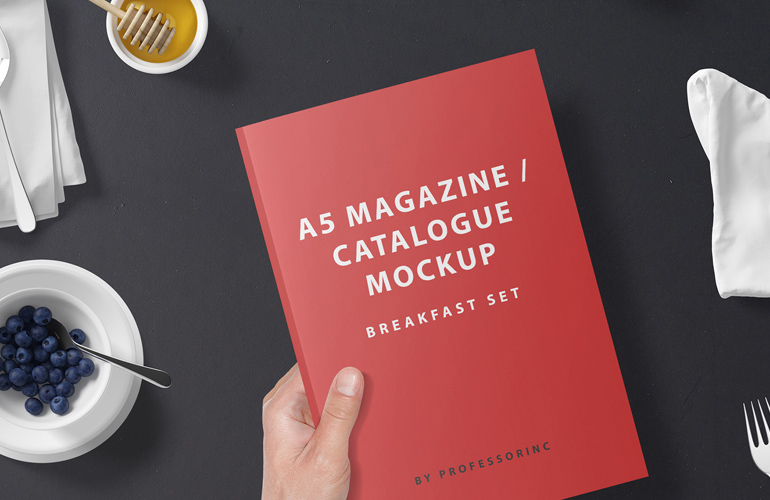 A5 MAGAZINE /
CATALOGUE
MOCKUP
BREAKFAST SET
BY PROFESSORINC